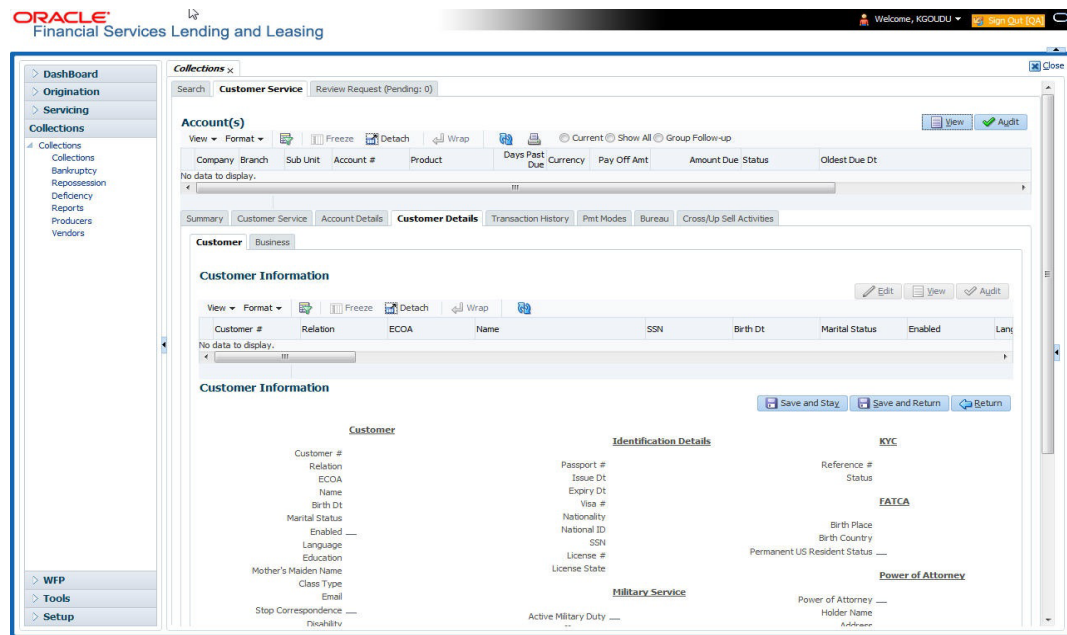 ORACLE
Financial Services Lending and Leasing
Welcome, KGOUDU
Sign Out [QA]
Close
DashBoard
Origination
Servicing
Collections
Collections
Collections
Bankruptcy
Repossession
Deficiency
Reports
Producers
Vendors
WFP
Tools
Setup
Collections x
Search Customer Service Review Request (Pending: 0)
Account(s)
View Audit
View Format Freeze Detach Wrap Current Show All Group Follow-up
Company Branch Sub Unit Account # Product Days Past Due Currency Pay Off Amt Amount Due Status Oldest Due Dt
No data to display.
Summary Customer Service Account Details Customer Details Transaction History Pmt Modes Bureau Cross/Up Sell Activities
Customer Business
Customer Information
Edit View Audit
View Format Freeze Detach Wrap
Customer # Relation ECOA Name SSN Birth Dt Marital Status Enabled Lang
No data to display.
Customer Information
Save and Stay Save and Return Return
Customer
Customer #
Relation
ECOA
Name
Birth Dt
Marital Status
Enabled
Language
Education
Mother's Maiden Name
Class Type
Email
Stop Correspondence
Disability
Identification Details
Passport #
Issue Dt
Expiry Dt
Visa #
Nationality
National ID
SSN
License #
License State
Military Service
Active Military Duty
KYC
Reference #
Status
FATCA
Birth Place
Birth Country
Permanent US Resident Status
Power of Attorney
Power of Attorney
Holder Name
Address